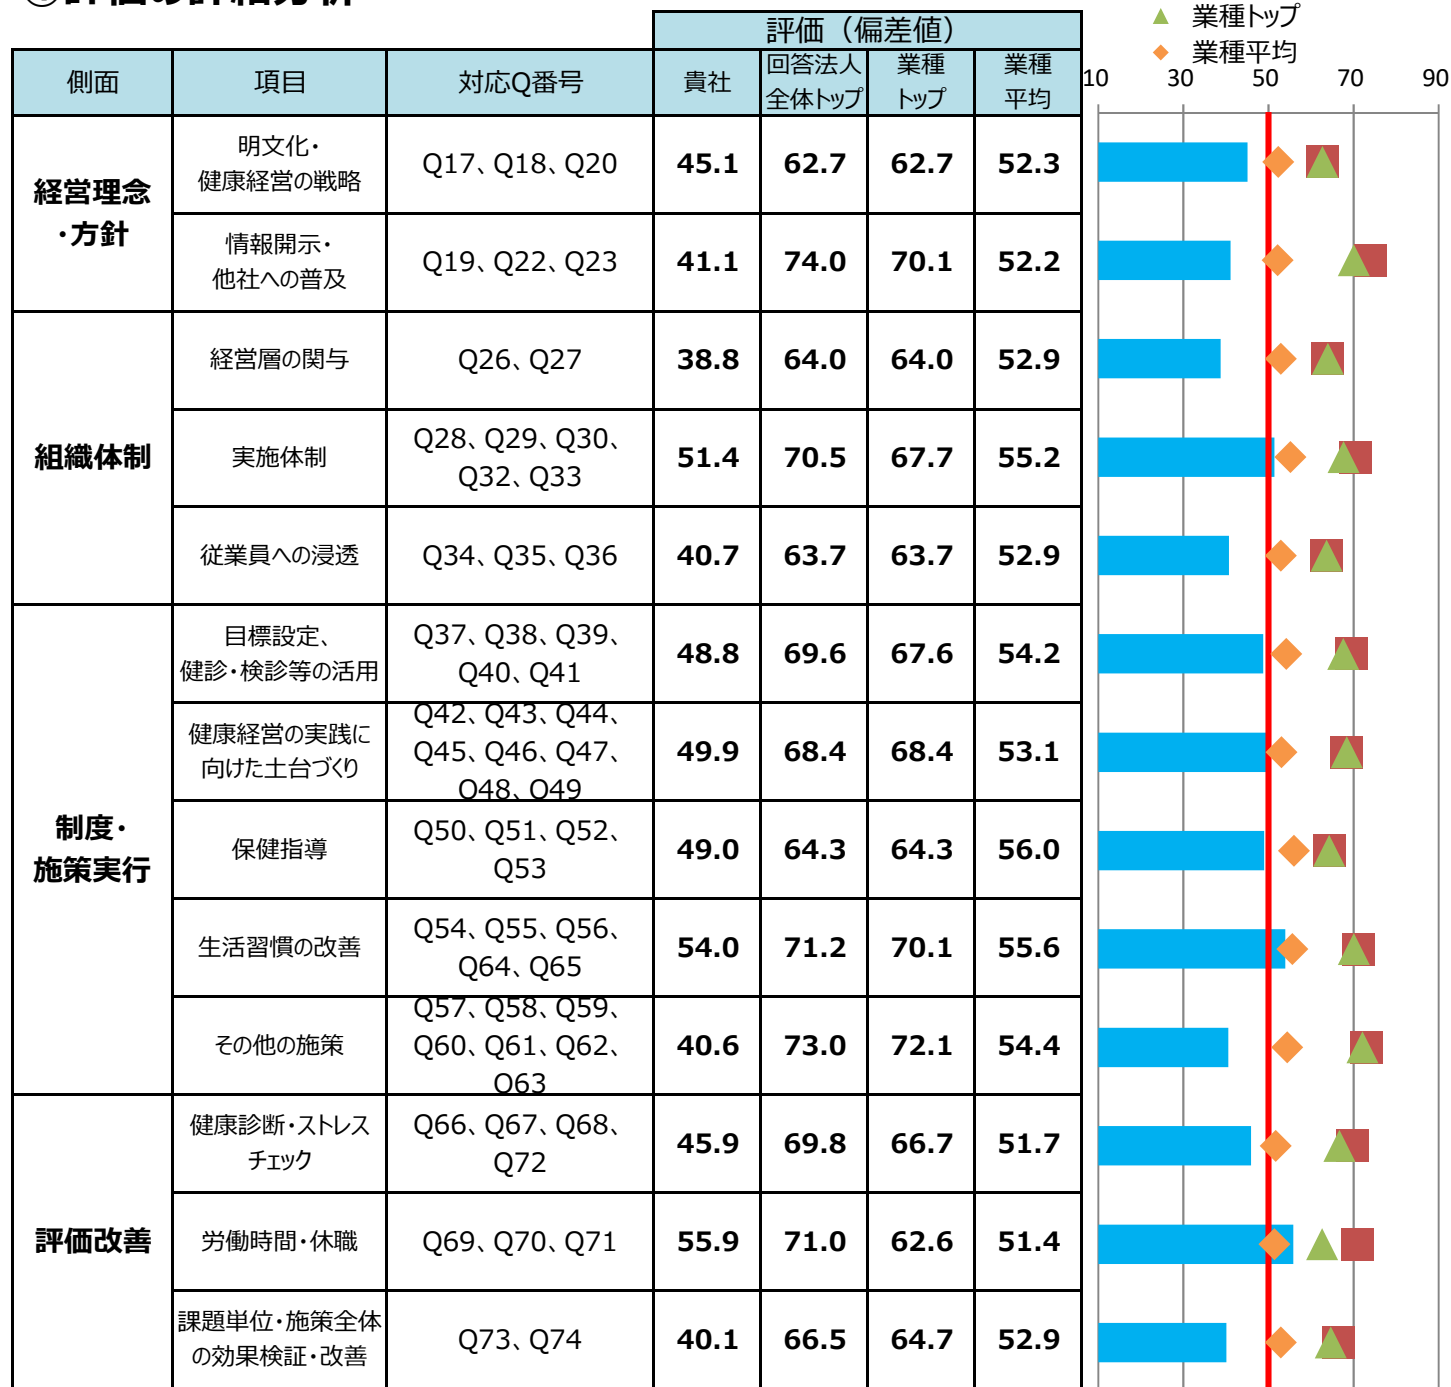 評価（偏差値）
▲ 業種トップ
◆ 業種平均
側面 項目 対応Q番号 貴社 回答法人 業種 業種
全体トップ トップ 平均
10 30 50 70 90
経営理念
・方針
明文化・
健康経営の戦略
Q17、Q18、Q20 45.1 62.7 62.7 52.3
情報開示・
他社への普及
Q19、Q22、Q23 41.1 74.0 70.1 52.2
組織体制
経営層の関与 Q26、Q27 38.8 64.0 64.0 52.9
実施体制
Q28、Q29、Q30、
Q32、Q33
51.4 70.5 67.7 55.2
従業員への浸透 Q34、Q35、Q36 40.7 63.7 63.7 52.9
制度・
施策実行
目標設定、
健診・検診等の活用
Q37、Q38、Q39、
Q40、Q41
48.8 69.6 67.6 54.2
健康経営の実践に
向けた土台づくり
Q42、Q43、Q44、
Q45、Q46、Q47、
Q48、Q49
49.9 68.4 68.4 53.1
保健指導
Q50、Q51、Q52、
Q53
49.0 64.3 64.3 56.0
生活習慣の改善
Q54、Q55、Q56、
Q64、Q65
54.0 71.2 70.1 55.6
その他の施策
Q57、Q58、Q59、
Q60、Q61、Q62、
Q63
40.6 73.0 72.1 54.4
評価改善
健康診断・ストレス
チェック
Q66、Q67、Q68、
Q72
45.9 69.8 66.7 51.7
労働時間・休職 Q69、Q70、Q71 55.9 71.0 62.6 51.4
課題単位・施策全体
の効果検証・改善
Q73、Q74 40.1 66.5 64.7 52.9